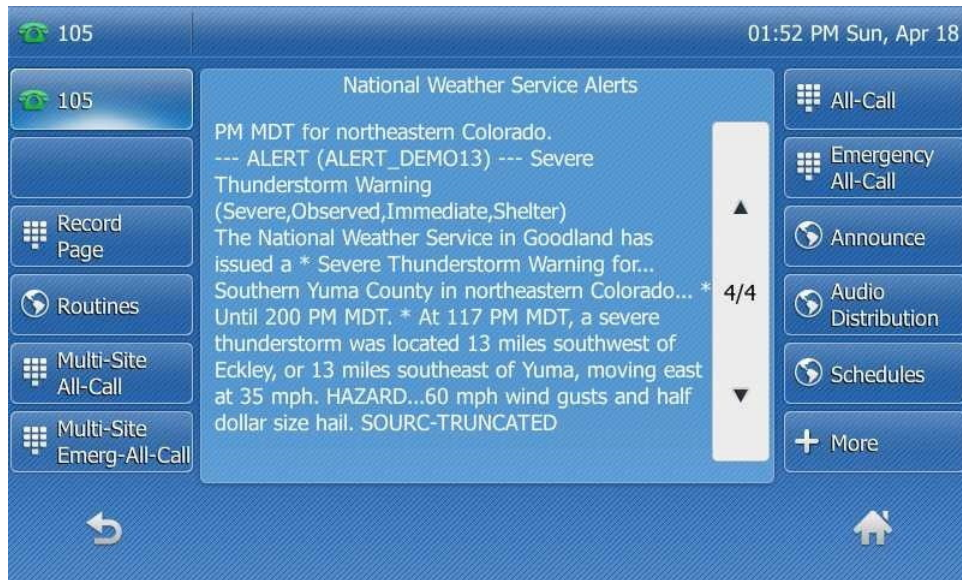 105
01:52 PM Sun, Apr 18
105
Record
Page
Routines
Multi-Site
All-Call
Multi-Site
Emerg-All-Call
National Weather Service Alerts
PM MDT for northeastern Colorado.
--- ALERT (ALERT_DEMO13) --- Severe
Thunderstorm Warning
(Severe,Observed,Immediate,Shelter)
The National Weather Service in Goodland has
issued a * Severe Thunderstorm Warning for...
Southern Yuma County in northeastern Colorado... *
Until 200 PM MDT. * At 117 PM MDT, a severe
thunderstorm was located 13 miles southwest of
Eckley, or 13 miles southeast of Yuma, moving east
at 35 mph. HAZARD...60 mph wind gusts and half
dollar size hail. SOURC-TRUNCATED
4/4
All-Call
Emergency
All-Call
Announce
Audio
Distribution
Schedules
More